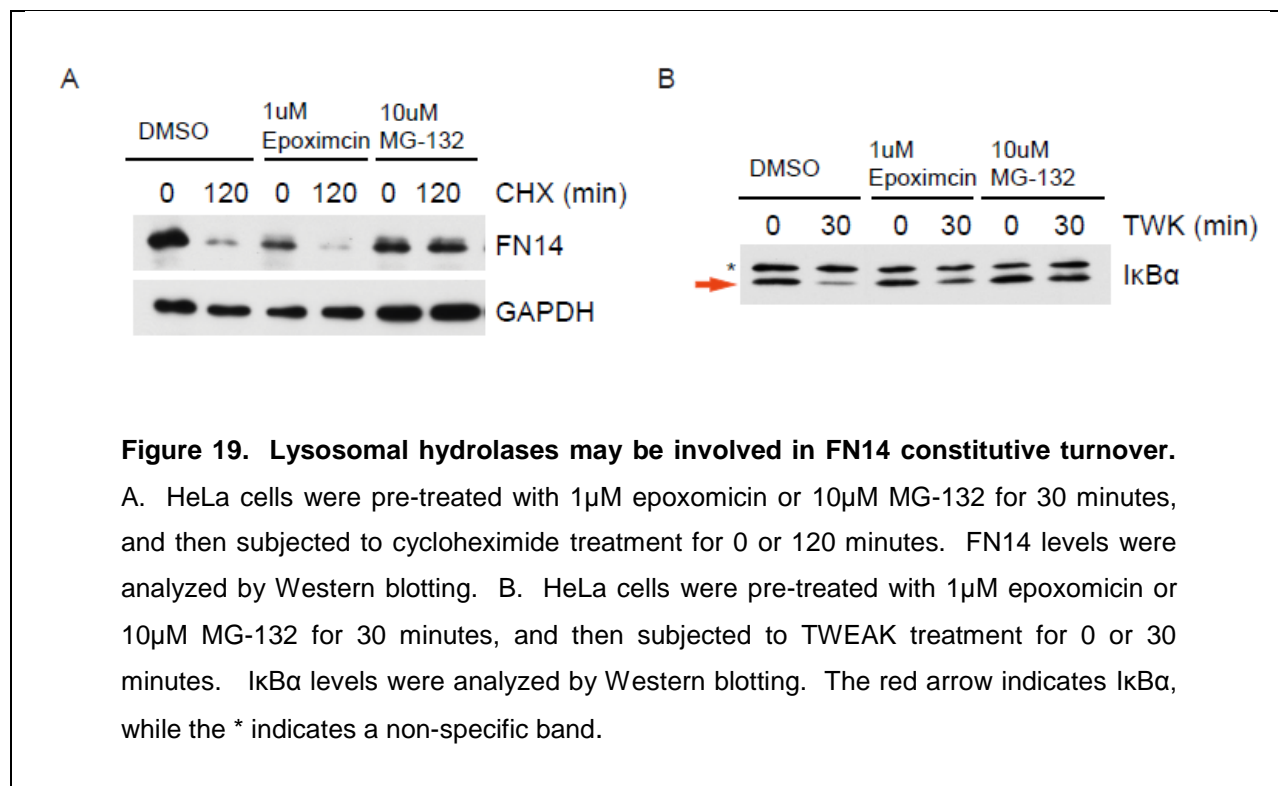 A
DMSO
1uM
Epoximcin
10uM
MG-132
0 120 0 120 0 120 CHX (min)
FN14
GAPDH
B
DMSO
1uM
Epoximcin
10uM
MG-132
0 30 0 30 0 30 TWK (min)
*
IκBα
Figure 19. Lysosomal hydrolases may be involved in FN14 constitutive turnover.
A. HeLa cells were pre-treated with 1µM epoxomicin or 10µM MG-132 for 30 minutes,
and then subjected to cycloheximide treatment for 0 or 120 minutes. FN14 levels were
analyzed by Western blotting. B. HeLa cells were pre-treated with 1µM epoxomicin or
10µM MG-132 for 30 minutes, and then subjected to TWEAK treatment for 0 or 30
minutes. IκBα levels were analyzed by Western blotting. The red arrow indicates IκBα,
while the * indicates a non-specific band.